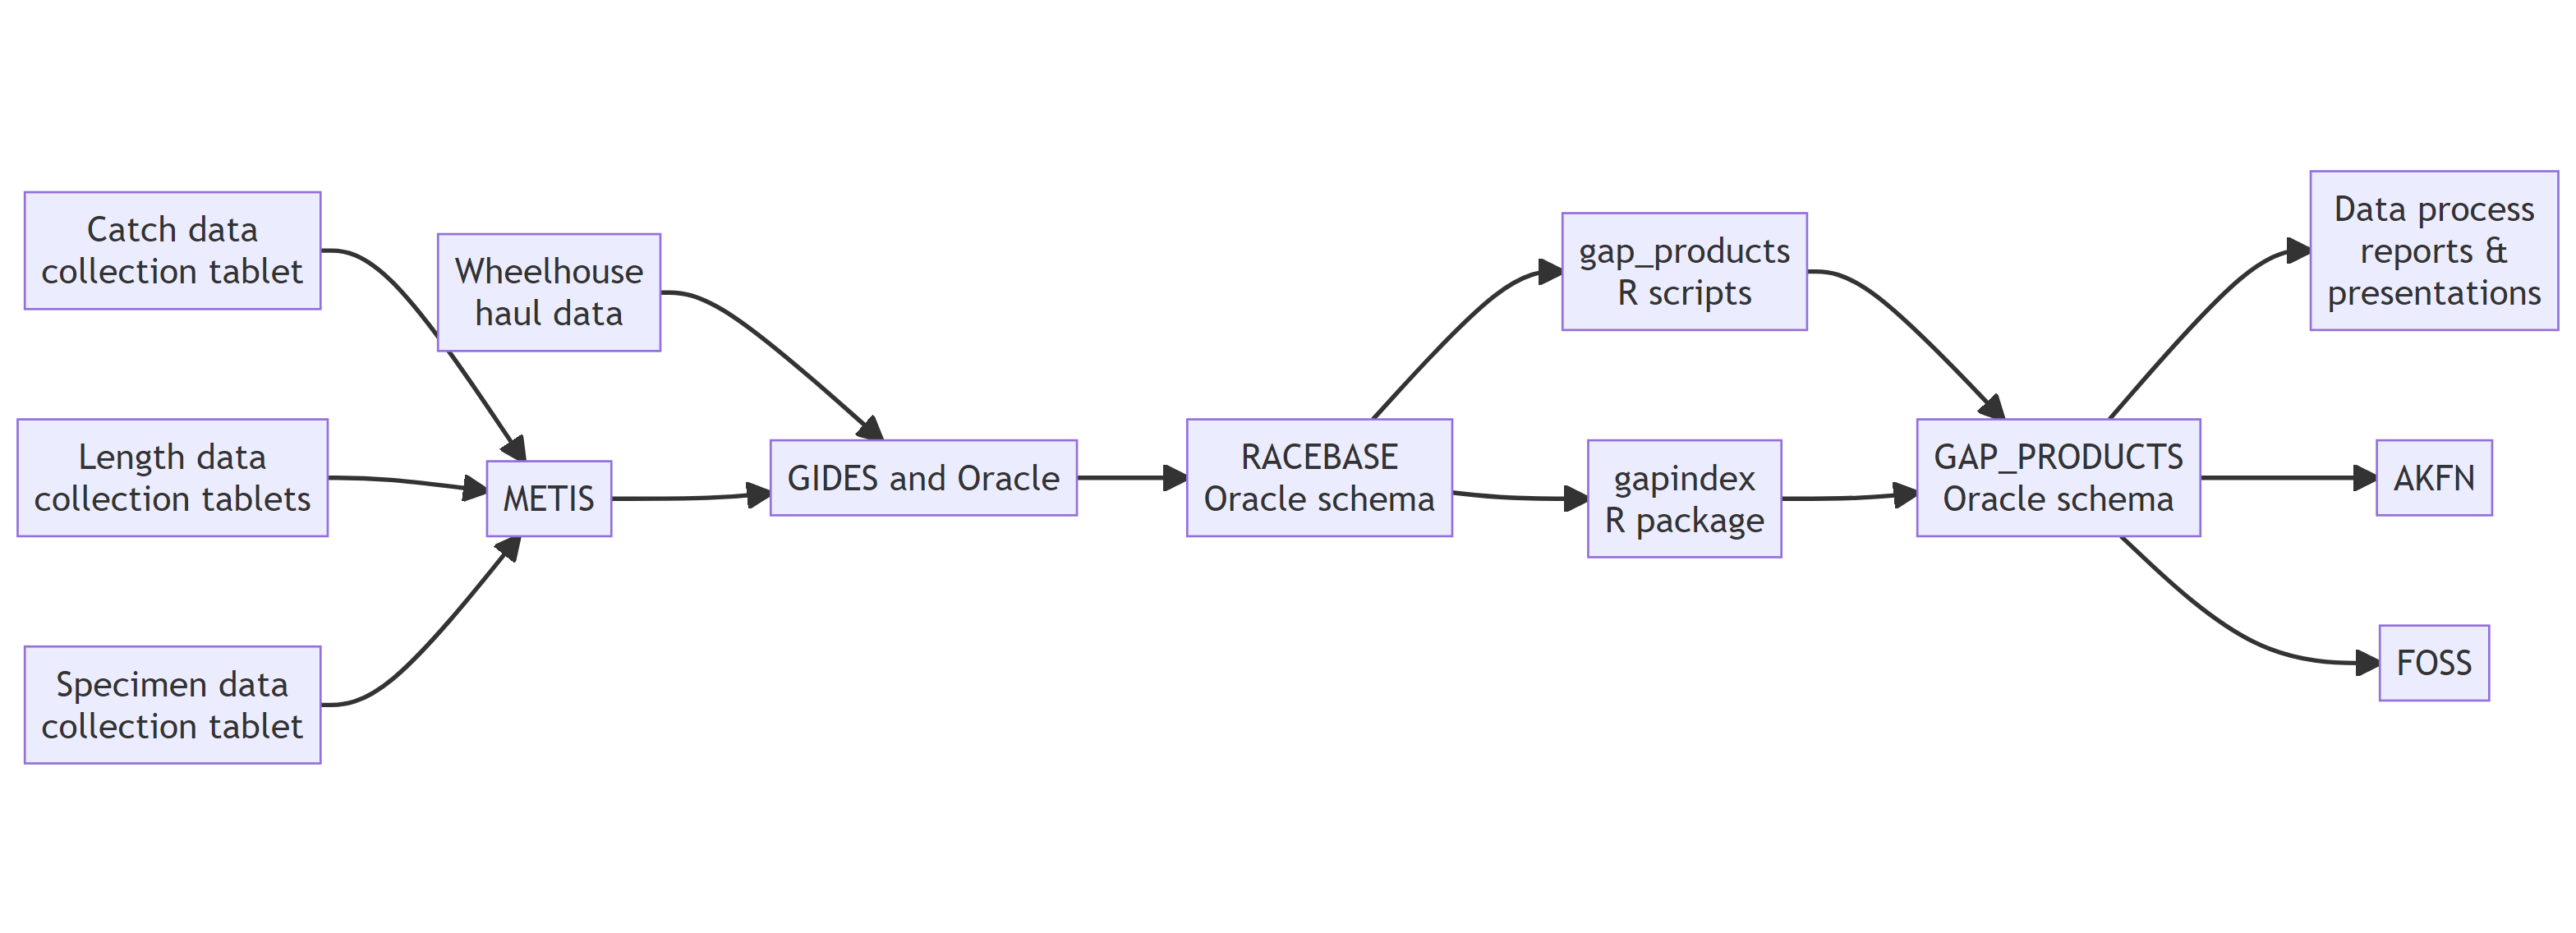 Catch data
collection tablet
Wheelhouse
haul data
Length data
collection tablets
METIS
Specimen data
collection tablet
GIDES and Oracle
RACEBASE
Oracle schema
gap_products
R scripts
gapindex
R package
GAP_PRODUCTS
Oracle schema
Data process
reports &
presentations
AKFN
FOSS